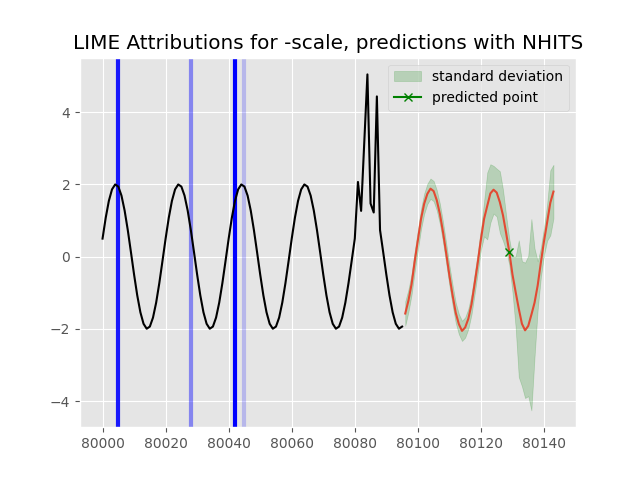 LIME Attributions for -scale, predictions with NHITS
standard deviation
predicted point
4
2
0
−2
−4
80000 80020 80040 80060 80080 80100 80120 80140